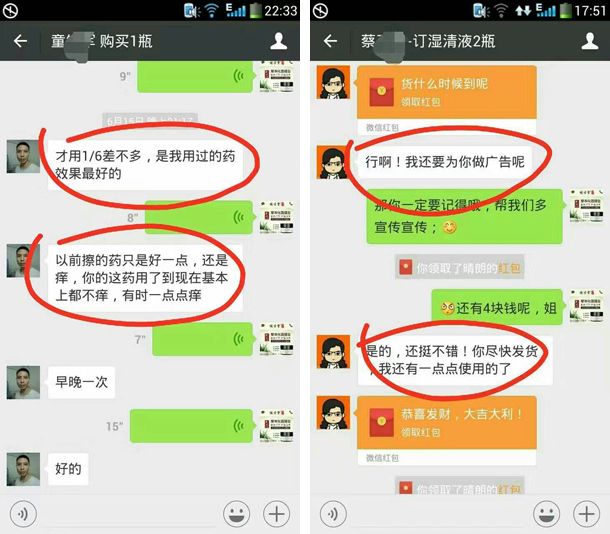 22:33
童 军 购买1瓶
9"
才用1/6差不多，是我用过的药
效果最好的
8"
以前擦的药只是好一点，还是
痒，你的这药用了到现在基本
上都不痒，有时一点点痒
7"
早晚一次
15"
好的
17:51
蔡 -订湿清液2瓶
货什么时候到呢
领取红包
微信红包
行啊！我还要为你做广告呢
那你一定要记得哦，帮我们多
宣传宣传；
你领取了晴朗的红包
还有4块钱呢，姐
是的，还挺不错！你尽快发货
，我还有一点点使用的了
恭喜发财，大吉大利！
领取红包
微信红包
你领取了晴朗的红包